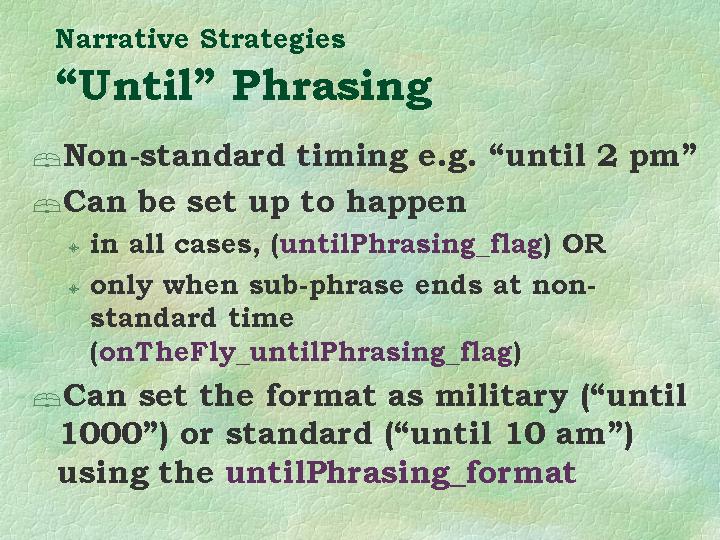 Narrative Strategies
“Until” Phrasing
Non-standard timing e.g. “until 2 pm”
Can be set up to happen
in all cases, (untilPhrasing_flag) OR
only when sub-phrase ends at non-
standard time
(onTheFly_untilPhrasing_flag)
Can set the format as military (“until
1000”) or standard (“until 10 am”)
using the untilPhrasing_format